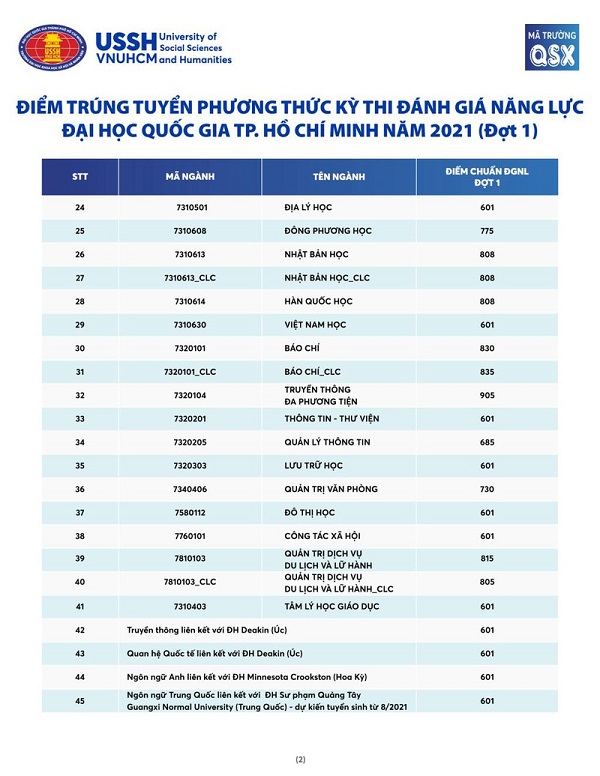 USSH
VNUHCM
University of
Social Sciences
and Humanities
MÃ TRƯỜNG
QSX
ĐIỂM TRÚNG TUYỂN PHƯƠNG THỨC KỲ THI ĐÁNH GIÁ NĂNG LỰC
ĐẠI HỌC QUỐC GIA TP. HỒ CHÍ MINH NĂM 2021 (Đợt 1)
STT MÃ NGÀNH TÊN NGÀNH ĐIỂM CHUẨN ĐGNL
ĐỢT 1
24 7310501 ĐỊA LÝ HỌC 601
25 7310608 ĐÔNG PHƯƠNG HỌC 775
26 7310613 NHẬT BẢN HỌC 808
27 7310613_CLC NHẬT BẢN HỌC_CLC 808
28 7310614 HÀN QUỐC HỌC 808
29 7310630 VIỆT NAM HỌC 601
30 7320101 BÁO CHÍ 830
31 7320101_CLC BÁO CHÍ_CLC 835
32 7320104 TRUYỀN THÔNG
ĐA PHƯƠNG TIỆN 905
33 7320201 THÔNG TIN - THƯ VIỆN 601
34 7320205 QUẢN LÝ THÔNG TIN 685
35 7320303 LƯU TRỮ HỌC 601
36 7340406 QUẢN TRỊ VĂN PHÒNG 730
37 7580112 ĐÔ THỊ HỌC 601
38 7760101 CÔNG TÁC XÃ HỘI 601
39 7810103 QUẢN TRỊ DỊCH VỤ
DU LỊCH VÀ LỮ HÀNH 815
40 7810103_CLC QUẢN TRỊ DỊCH VỤ
DU LỊCH VÀ LỮ HÀNH_CLC 805
41 7310403 TÂM LÝ HỌC GIÁO DỤC 601
42 Truyền thông liên kết với ĐH Deakin (Úc) 601
43 Quan hệ Quốc tế liên kết với ĐH Deakin (Úc) 601
44 Ngôn ngữ Anh liên kết với ĐH Minnesota Crookston (Hoa Kỳ) 601
45 Ngôn ngữ Trung Quốc liên kết với ĐH Sư phạm Quảng Tây
Guangxi Normal University (Trung Quốc) - dự kiến tuyển sinh từ 8/2021 601
(2)